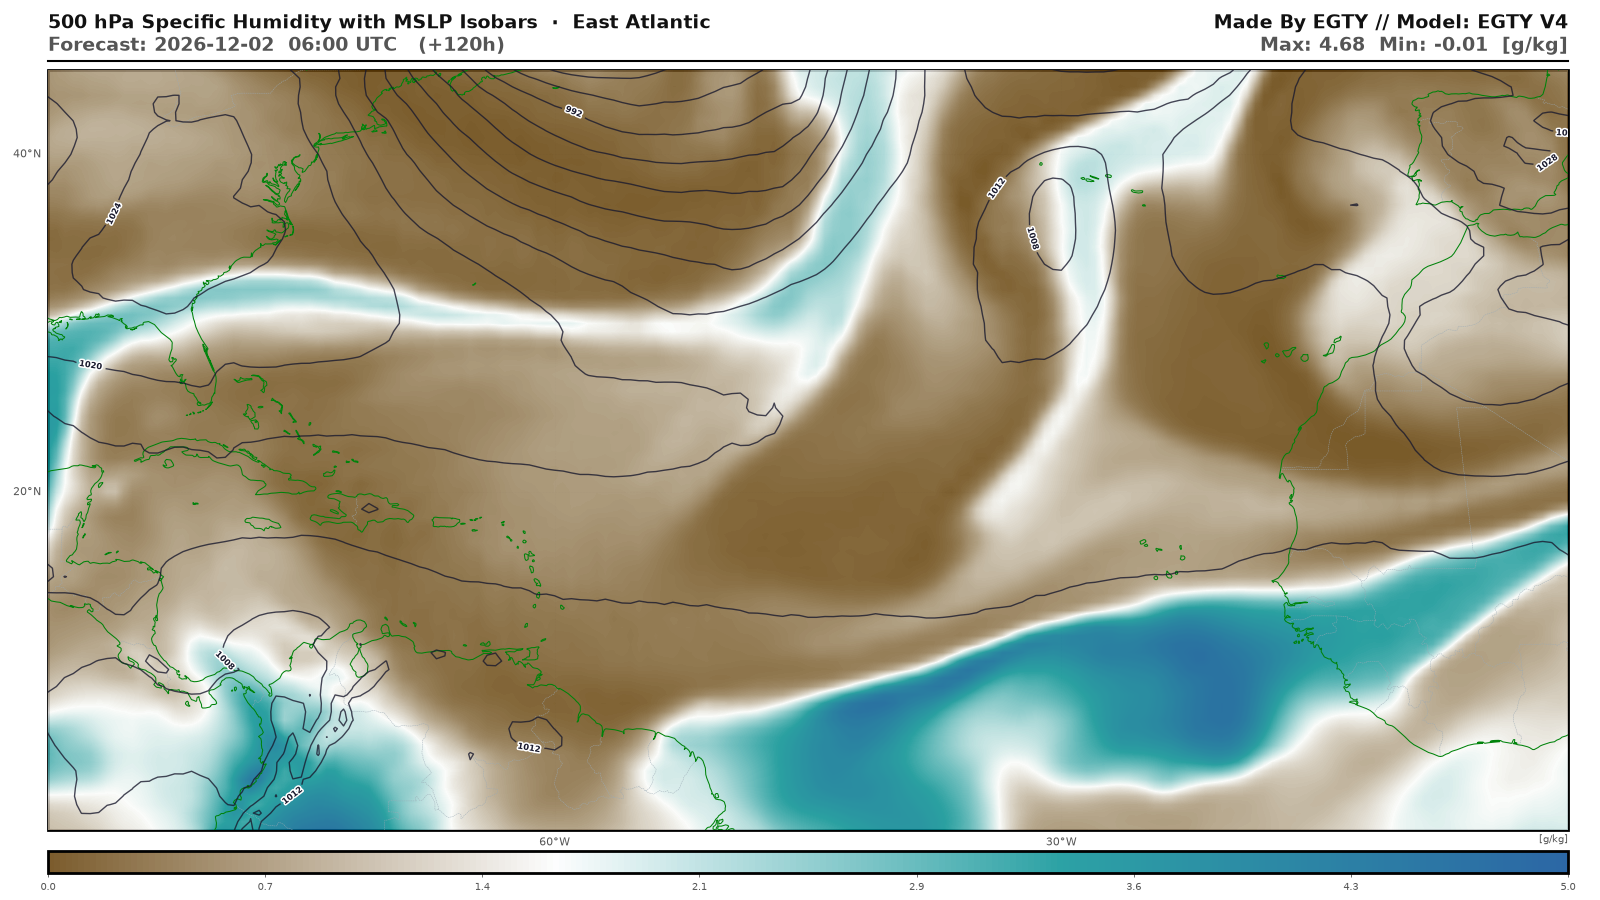 500 hPa Specific Humidity with MSLP Isobars · East Atlantic
Made By EGTY // Model: EGTY V4
Forecast: 2026-12-02 06:00 UTC (+120h)
Max: 4.68 Min: -0.01 [g/kg]
992
10
40°N
1028
1012
1024
1008
1020
20°N
1008
1012
1012
60°W
30°W
[g/kg]
0.0
0.7
1.4
2.1
2.9
3.6
4.3
5.0